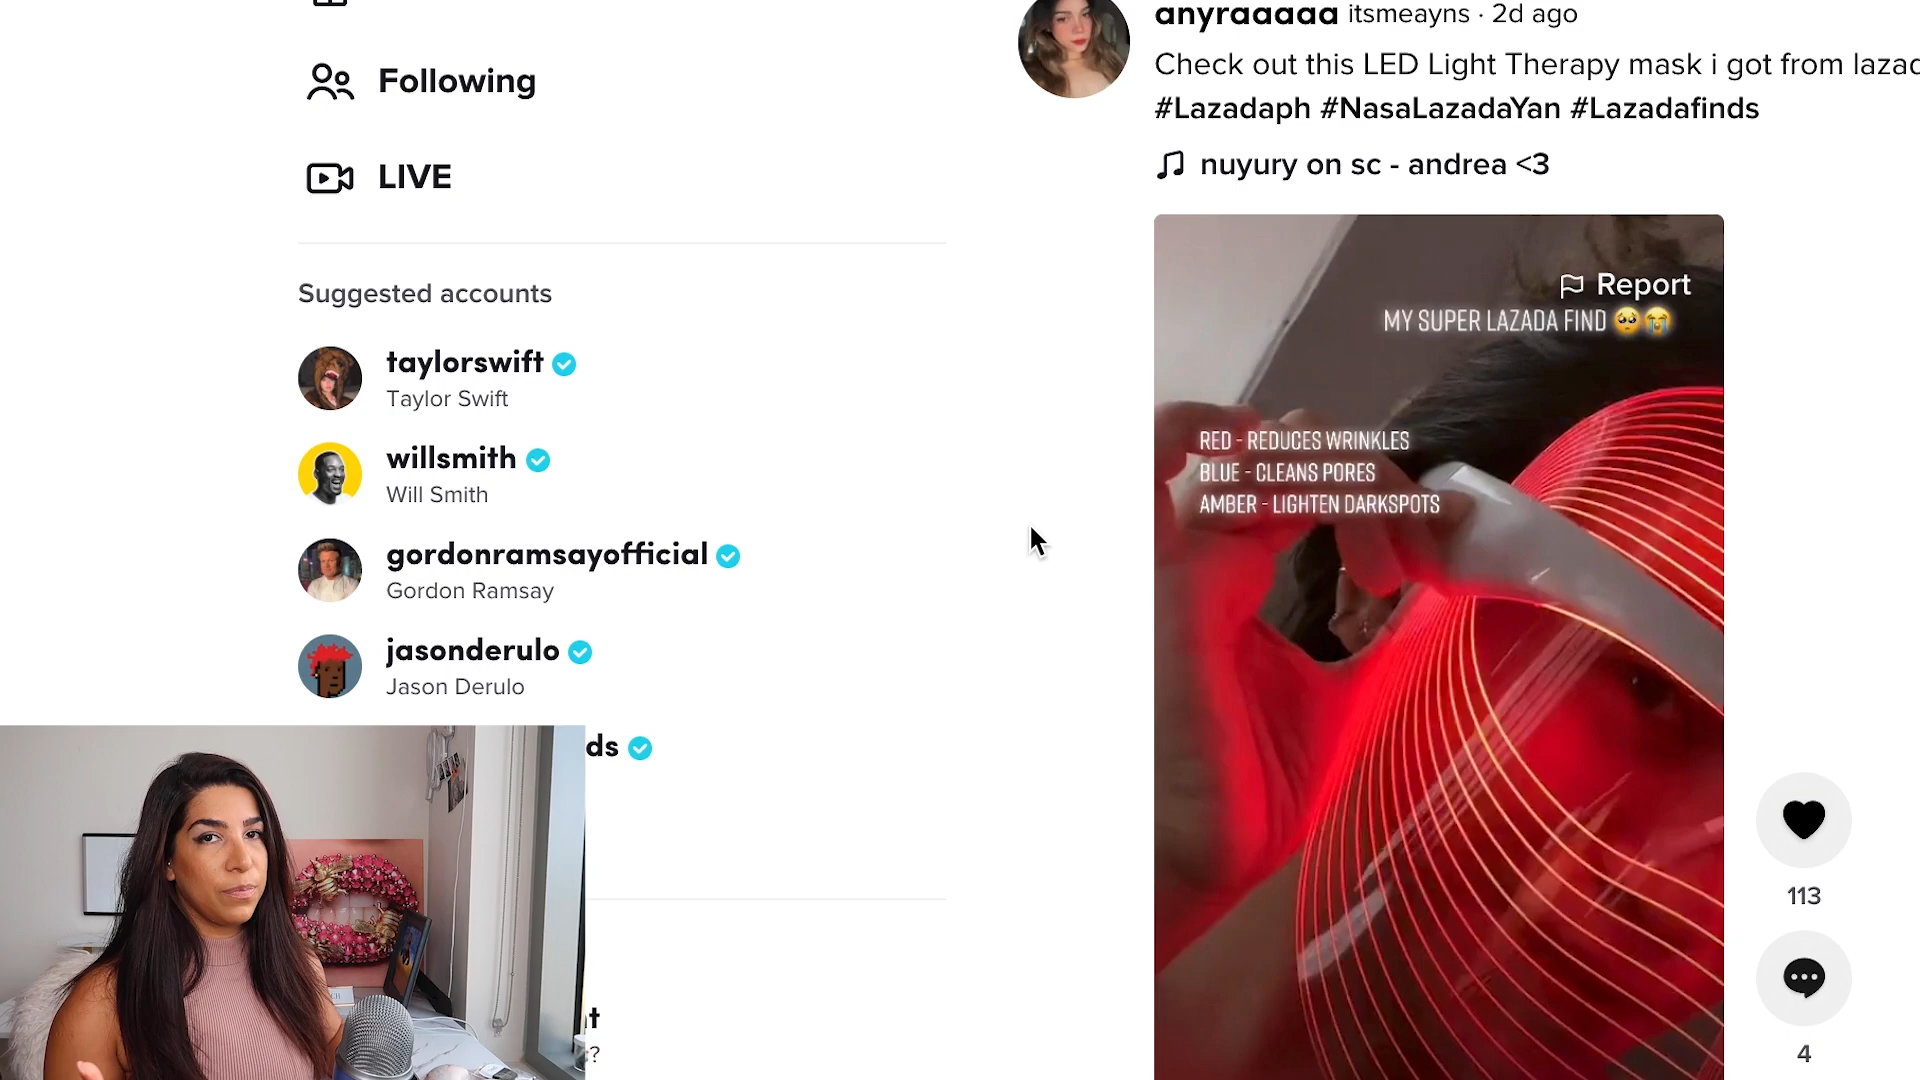 Following
LIVE
Suggested accounts
taylorswift
Taylor Swift
willsmith
Will Smith
gordonramsayofficial
Gordon Ramsay
jasonderulo
Jason Derulo
ds
t
?
anyraaaaa itsmeayns · 2d ago
Check out this LED Light Therapy mask i got from lazad
#Lazadaph #NasaLazadaYan #Lazadafinds
nuyury on sc - andrea <3
Report
MY SUPER LAZADA FIND 🥺😭
RED - REDUCES WRINKLES
BLUE - CLEANS PORES
AMBER - LIGHTEN DARKSPOTS
113
4